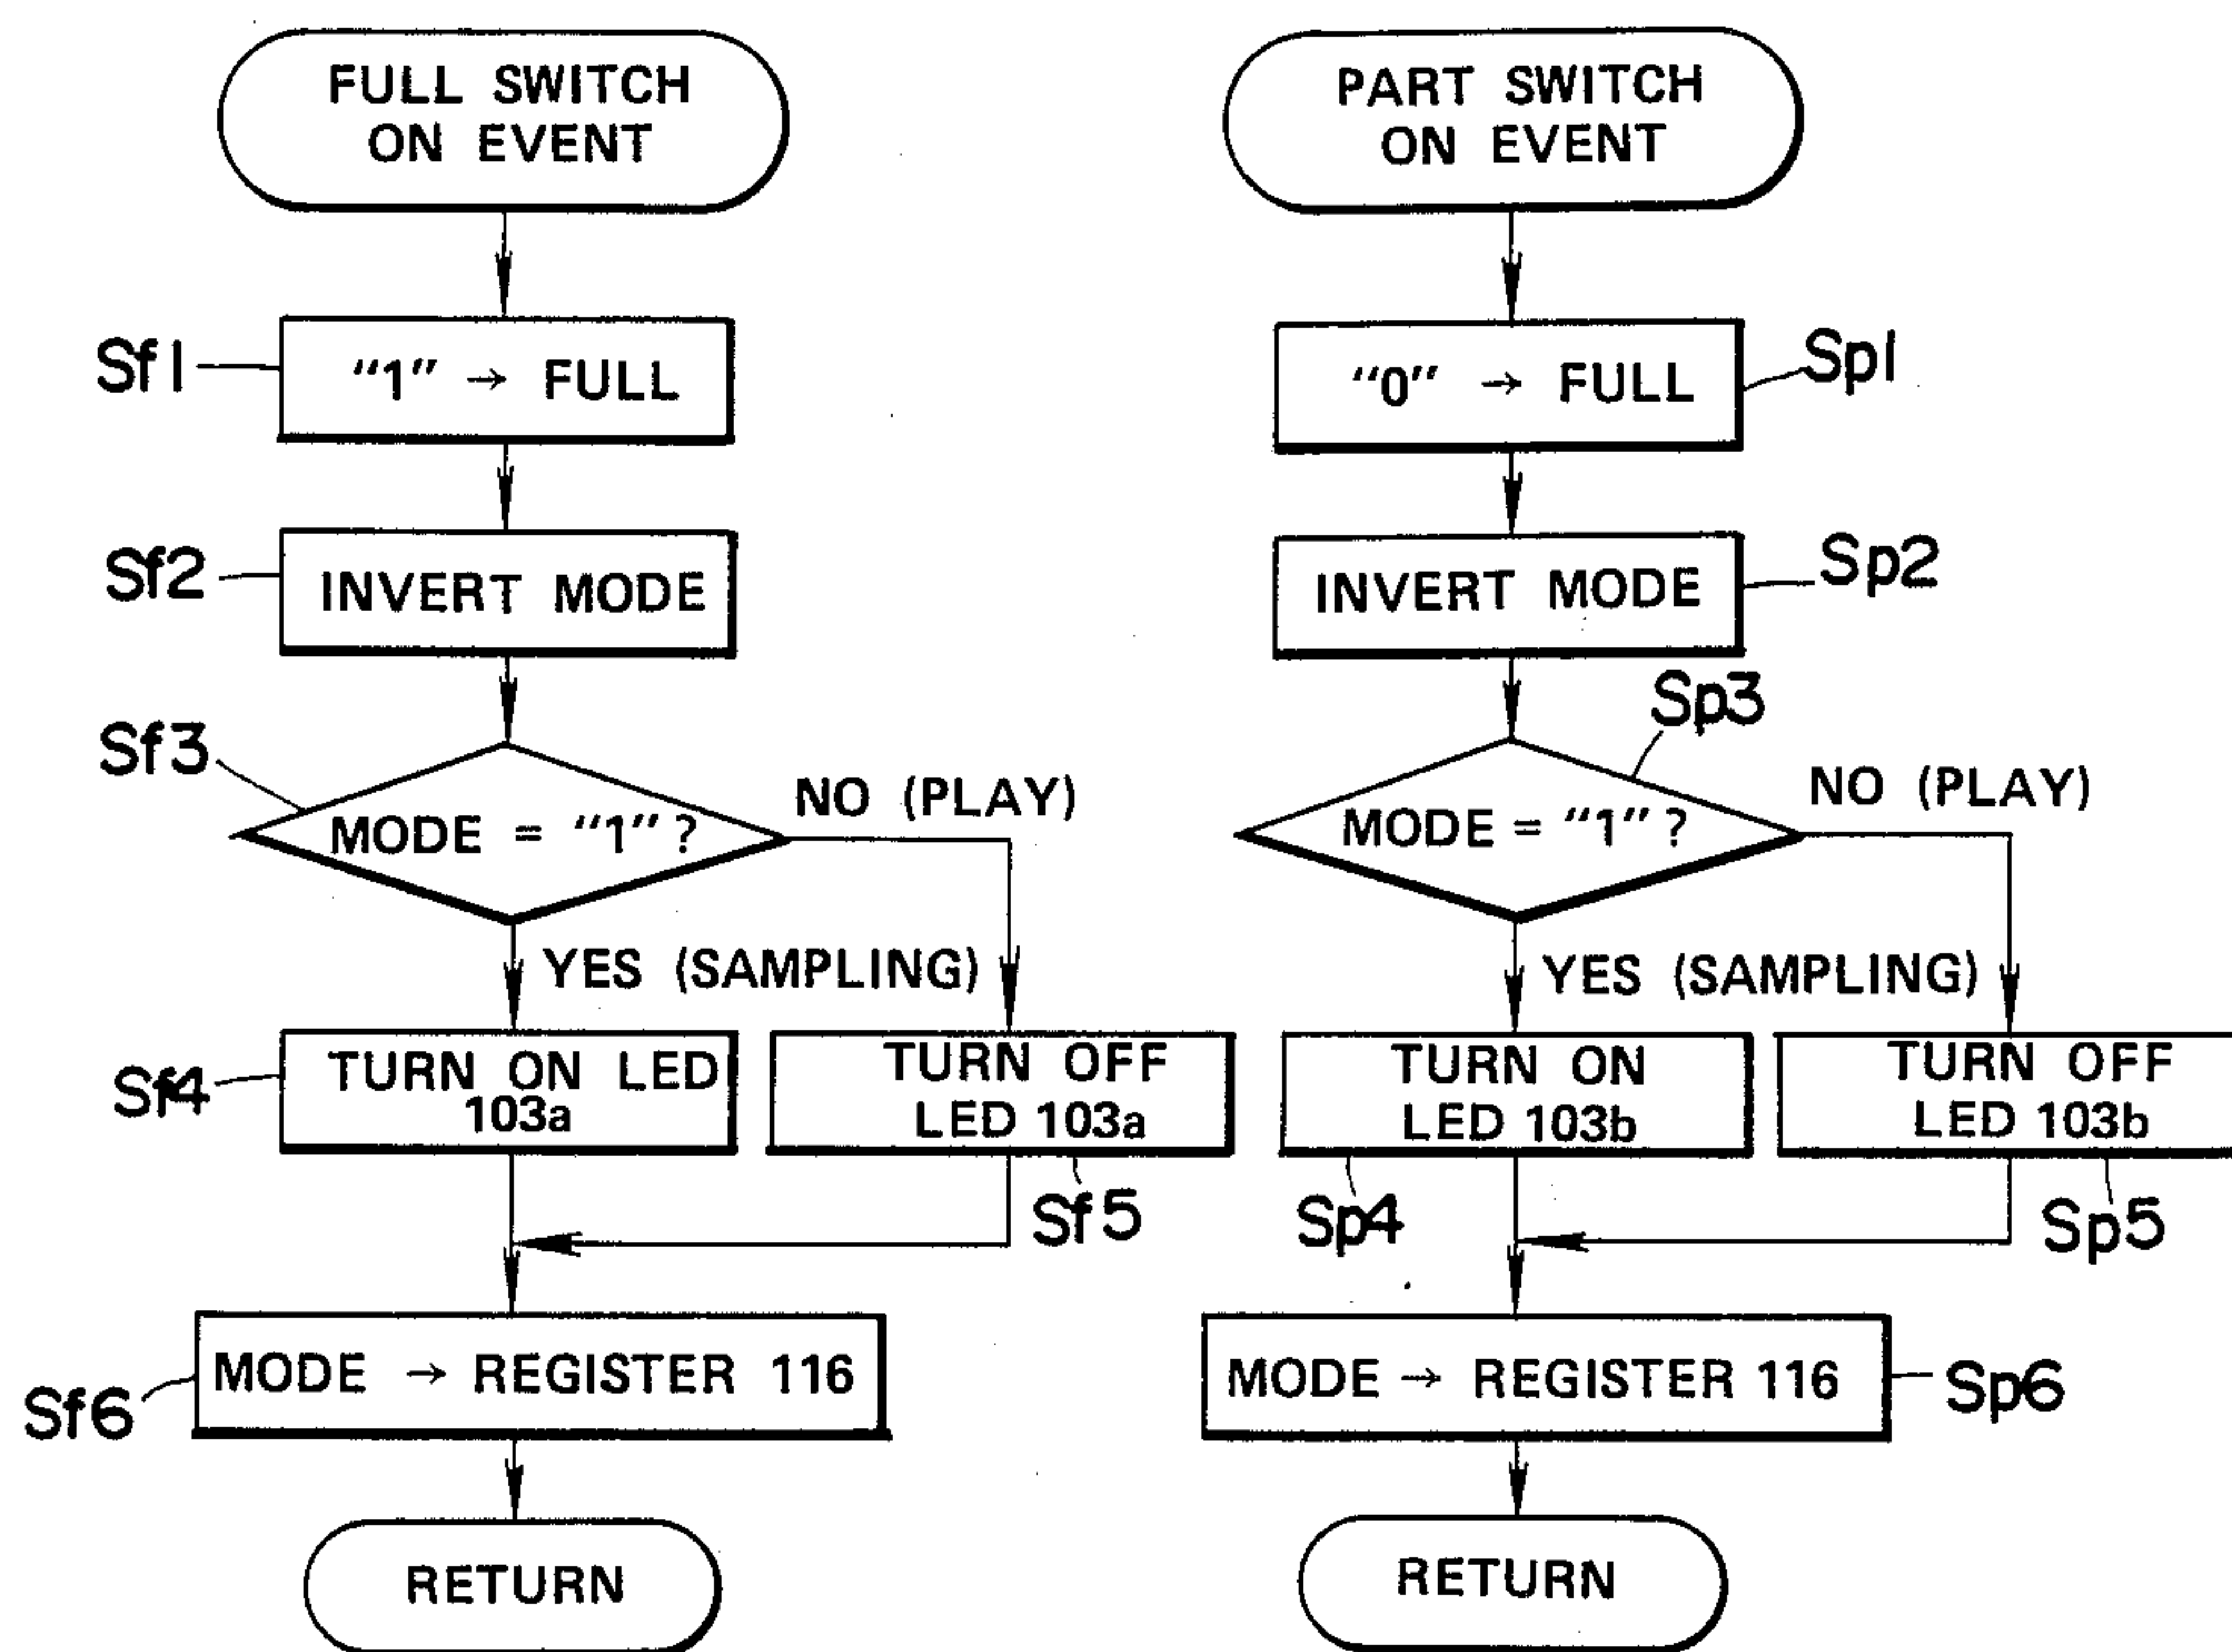 FULL SWITCH
ON EVENT
Sf1
“1” → FULL
Sf2
INVERT MODE
Sf3
MODE = “1”?
NO (PLAY)
YES (SAMPLING)
Sf4
TURN ON LED
103a
TURN OFF
LED 103a
Sf5
Sf6
MODE → REGISTER 116
RETURN
PART SWITCH
ON EVENT
“0” → FULL
Sp1
INVERT MODE
Sp2
Sp3
MODE = “1”?
NO (PLAY)
YES (SAMPLING)
TURN ON
LED 103b
Sp4
TURN OFF
LED 103b
Sp5
MODE → REGISTER 116
Sp6
RETURN